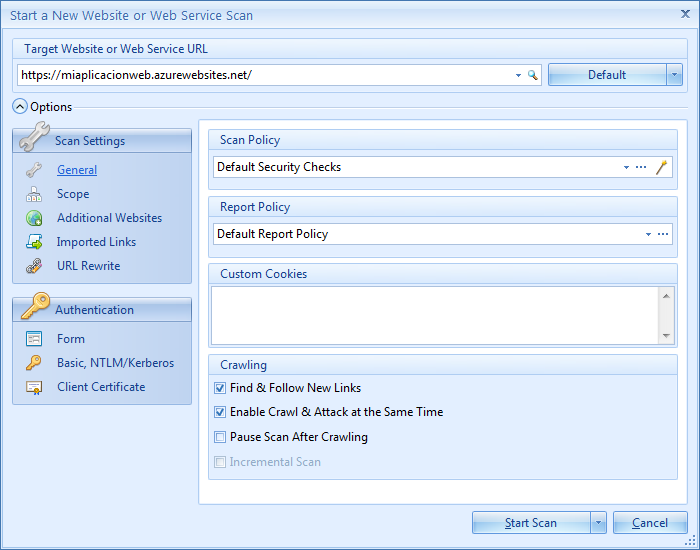 Start a New Website or Web Service Scan
Target Website or Web Service URL
https://miaplicacionweb.azurewebsites.net/
Default
Options
Scan Settings
General
Scope
Additional Websites
Imported Links
URL Rewrite
Authentication
Form
Basic, NTLM/Kerberos
Client Certificate
Scan Policy
Default Security Checks
Report Policy
Default Report Policy
Custom Cookies
Crawling
Find & Follow New Links
Enable Crawl & Attack at the Same Time
Pause Scan After Crawling
Incremental Scan
Start Scan
Cancel